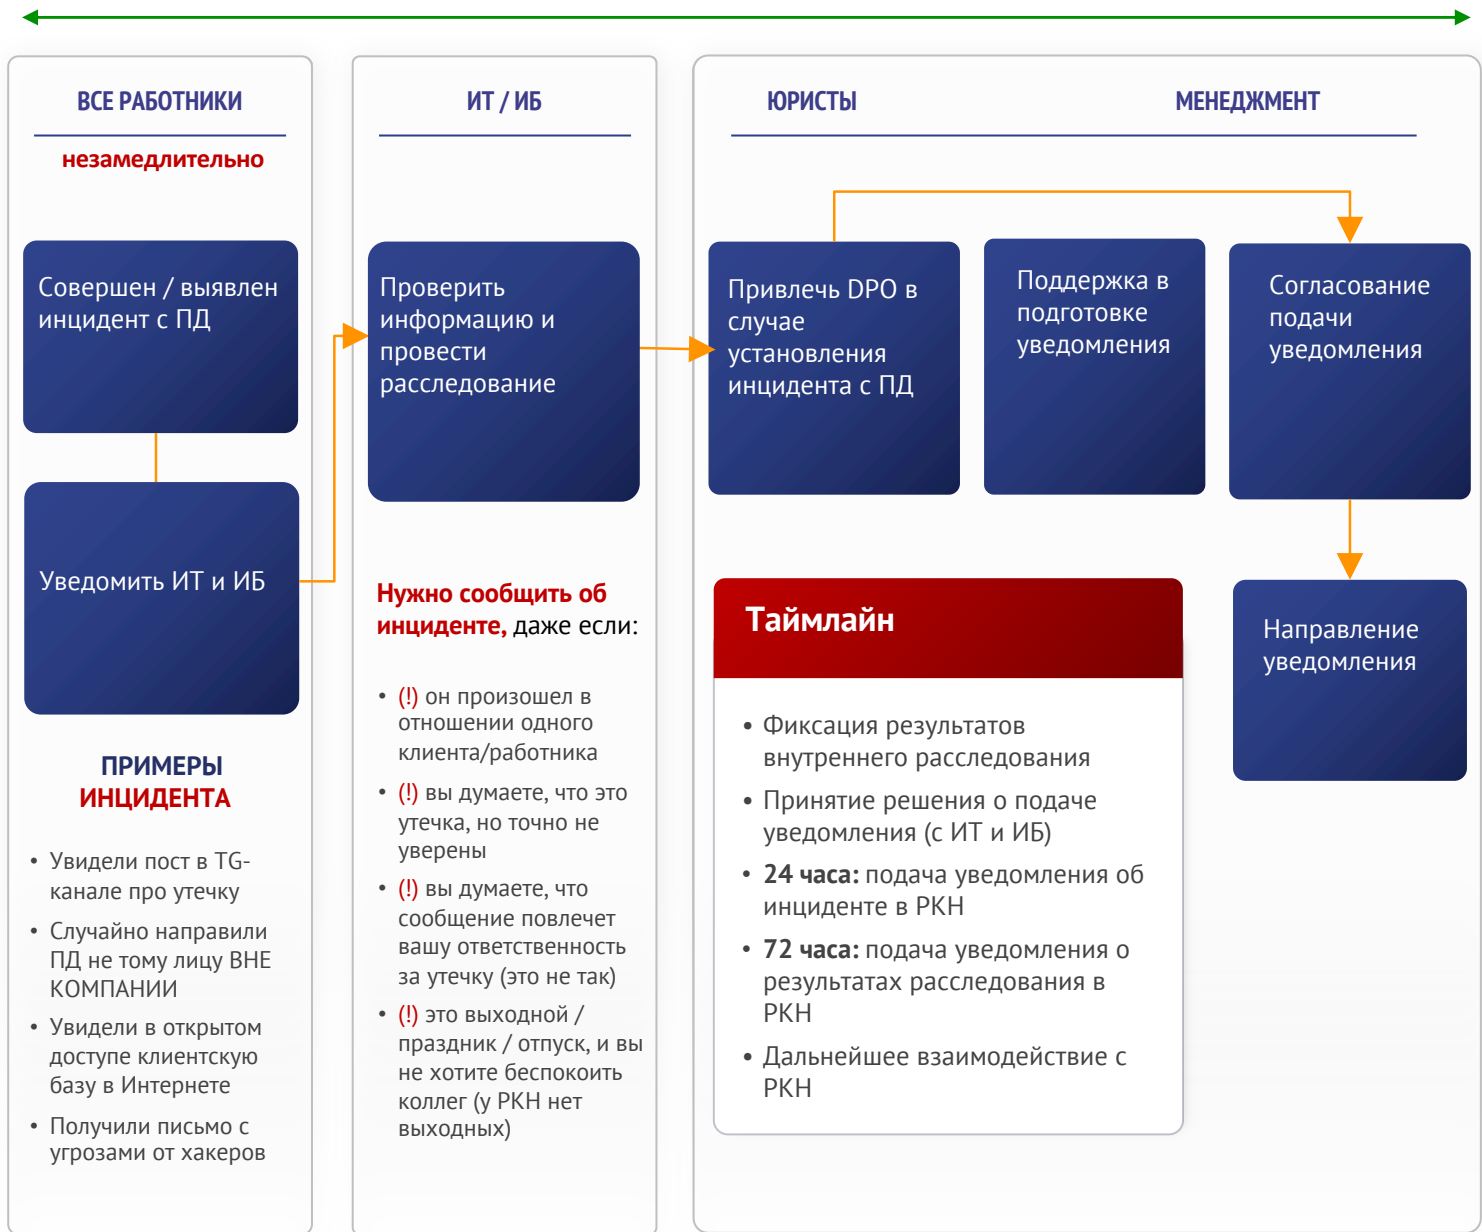 ВСЕ РАБОТНИКИ
незамедлительно
Совершен / выявлен
инцидент с ПД
Уведомить ИТ и ИБ
ПРИМЕРЫ
ИНЦИДЕНТА
• Увидели пост в TG-
канале про утечку
• Случайно направили
ПД не тому лицу ВНЕ
КОМПАНИИ
• Увидели в открытом
доступе клиентскую
базу в Интернете
• Получили письмо с
угрозами от хакеров
ИТ / ИБ
Проверить
информацию и
провести
расследование
Нужно сообщить об
инциденте, даже если:
• (!) он произошел в
отношении одного
клиента/работника
• (!) вы думаете, что это
утечка, но точно не
уверены
• (!) вы думаете, что
сообщение повлечет
вашу ответственность
за утечку (это не так)
• (!) это выходной /
праздник / отпуск, и вы
не хотите беспокоить
коллег (у РКН нет
выходных)
ЮРИСТЫ
МЕНЕДЖМЕНТ
Привлечь DPO в
случае
установления
инцидента с ПД
Поддержка в
подготовке
уведомления
Согласование
подачи
уведомления
Направление
уведомления
Таймлайн
• Фиксация результатов
внутреннего расследования
• Принятие решения о подаче
уведомления (с ИТ и ИБ)
• 24 часа: подача уведомления об
инциденте в РКН
• 72 часа: подача уведомления о
результатах расследования в
РКН
• Дальнейшее взаимодействие с
РКН